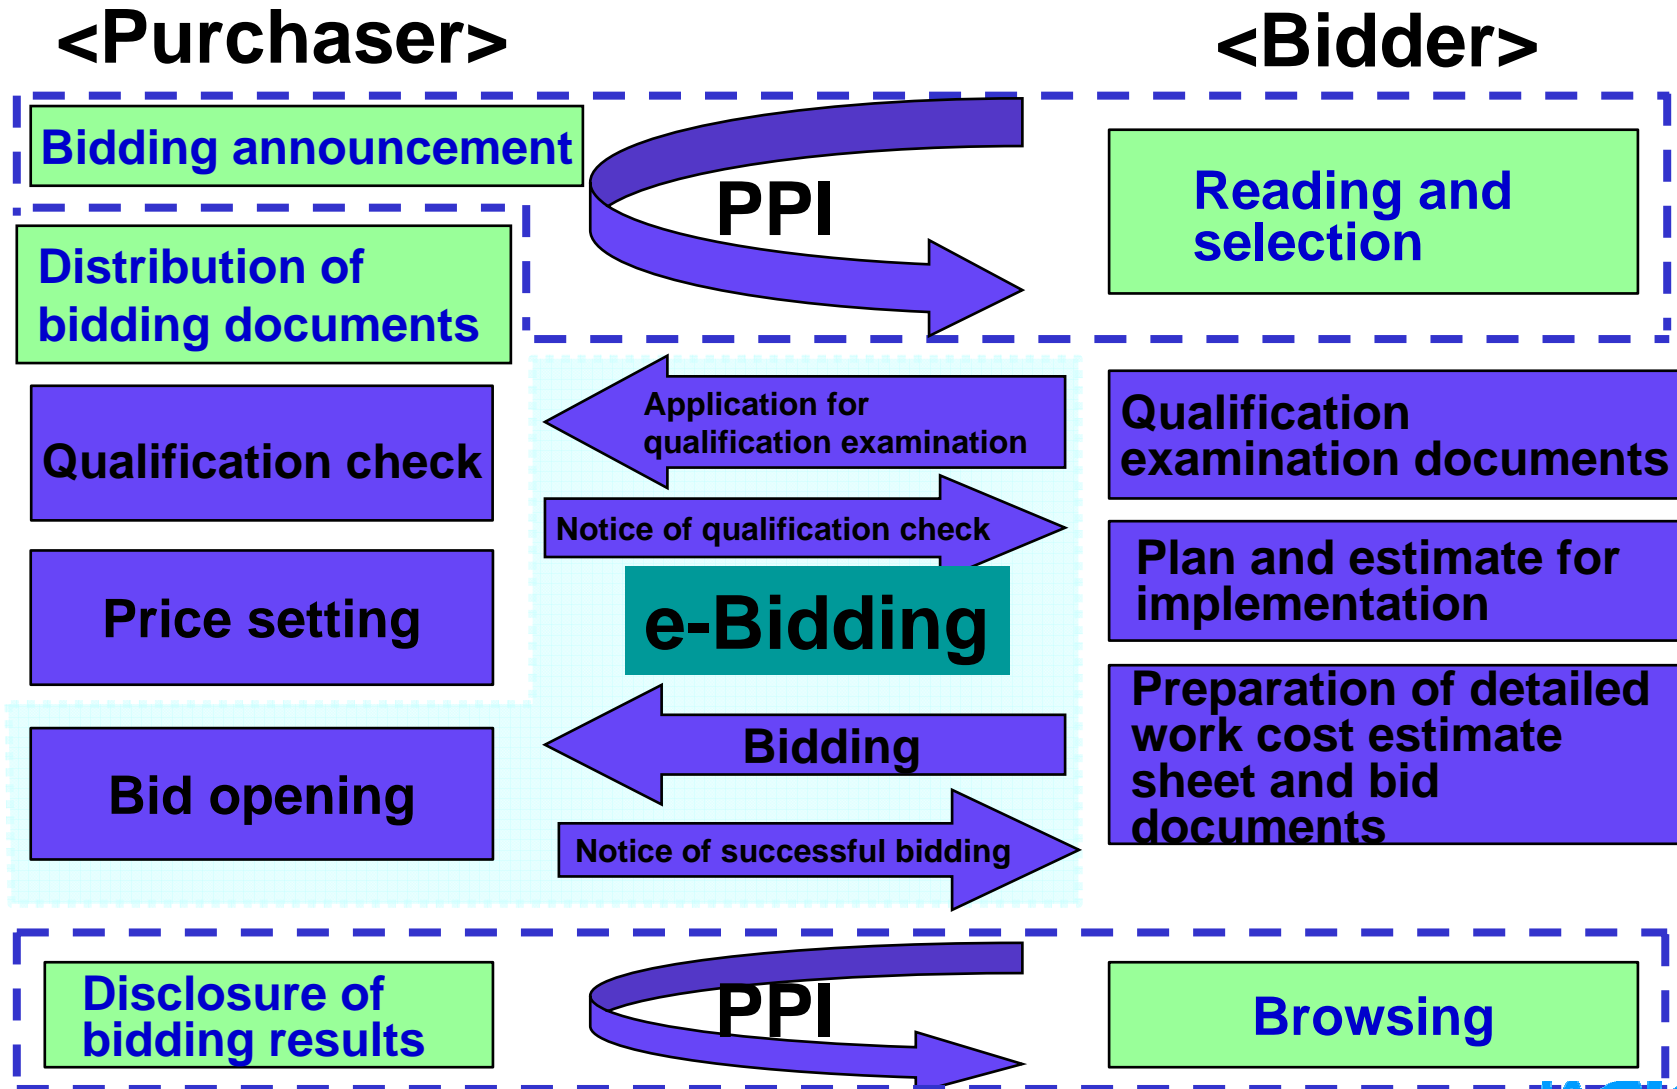 <Purchaser>
<Bidder>
Bidding announcement
PPI
Reading and
selection
Distribution of
bidding documents
Application for
qualification examination
Qualification
examination documents
Qualification check
Notice of qualification check
Plan and estimate for
implementation
Price setting
e-Bidding
Preparation of detailed
work cost estimate
sheet and bid
documents
Bidding
Bid opening
Notice of successful bidding
Disclosure of
bidding results
PPI
Browsing